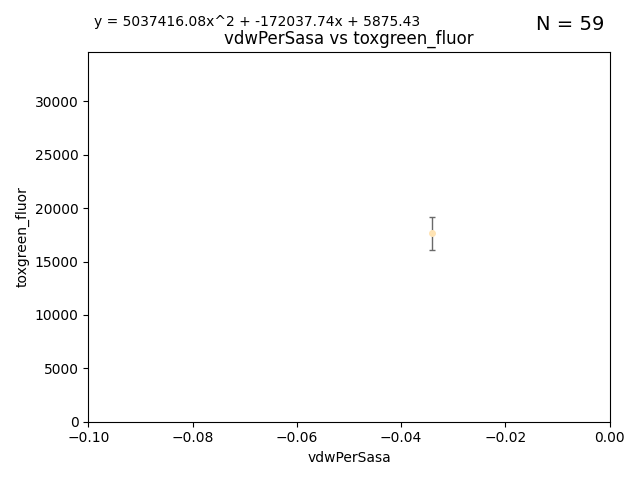 y = 5037416.08x^2 + -172037.74x + 5875.43
N = 59
vdwPerSasa vs toxgreen_fluor
30000
25000
20000
15000
10000
5000
0
toxgreen_fluor
−0.10
−0.08
−0.06
−0.04
−0.02
0.00
vdwPerSasa